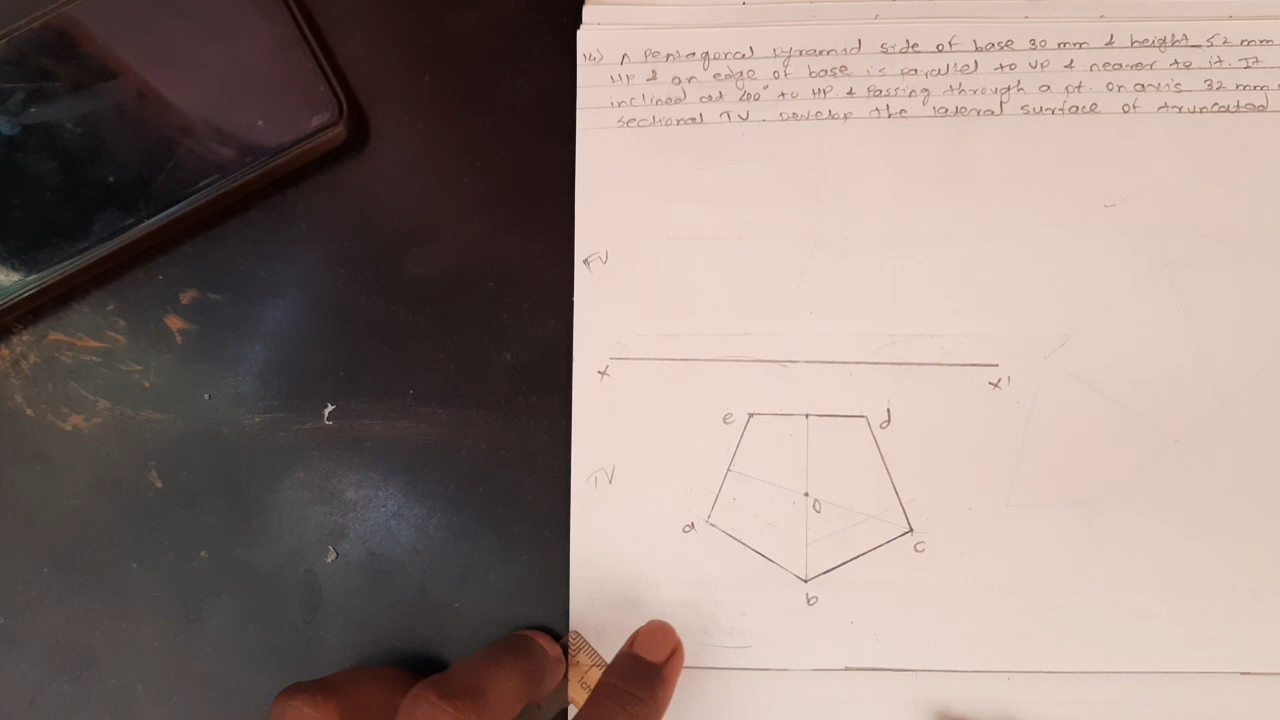 14) A Pentagonal pyramid side of base 30 mm & height 52 mm
HP & an edge of base is parallel to VP & nearer to it. It
inclined at 60° to HP & Passing through a pt. on axis 32 mm
sectional TV. Develop the lateral surface of truncated
FV
X
X'
e
d
TV
O
a
c
b
1cm